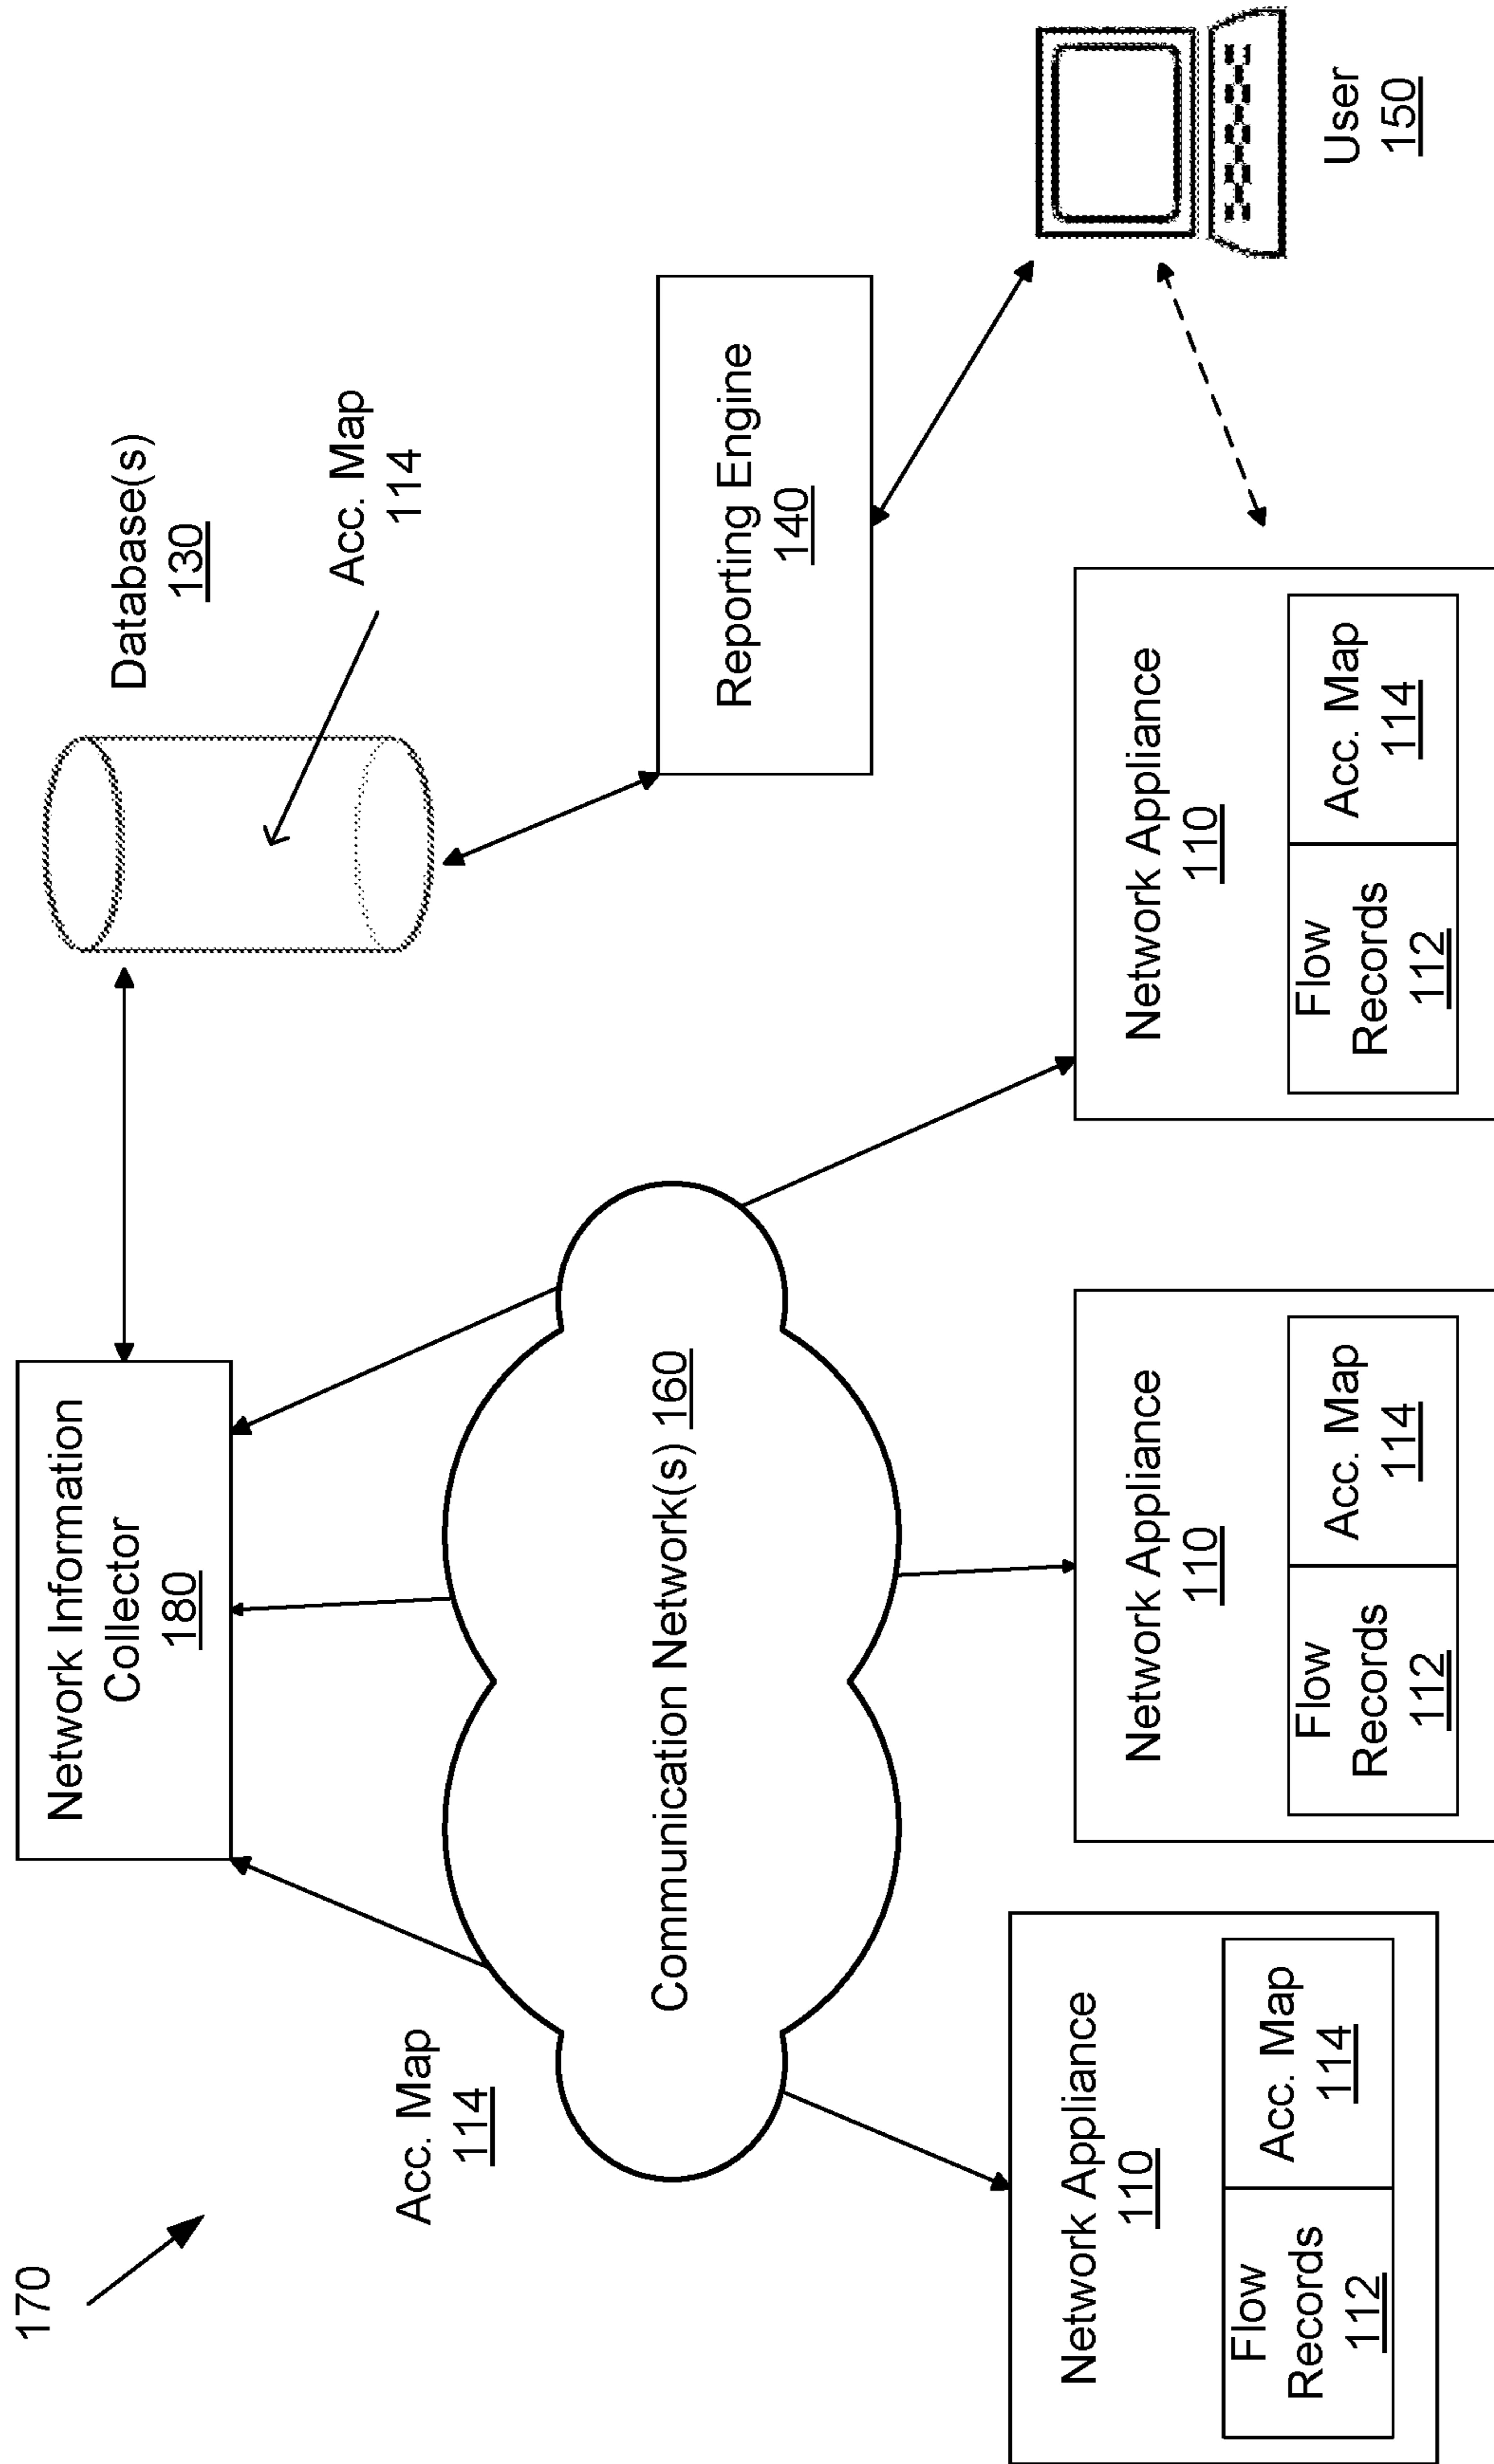 170
Network Information
Collector
180
Database(s)
130
Acc. Map
114
Acc. Map
114
Communication Network(s) 160
Reporting Engine
140
User
150
Network Appliance
110
Flow
Records
112
Acc. Map
114
Network Appliance
110
Flow
Records
112
Acc. Map
114
Network Appliance
110
Flow
Records
112
Acc. Map
114